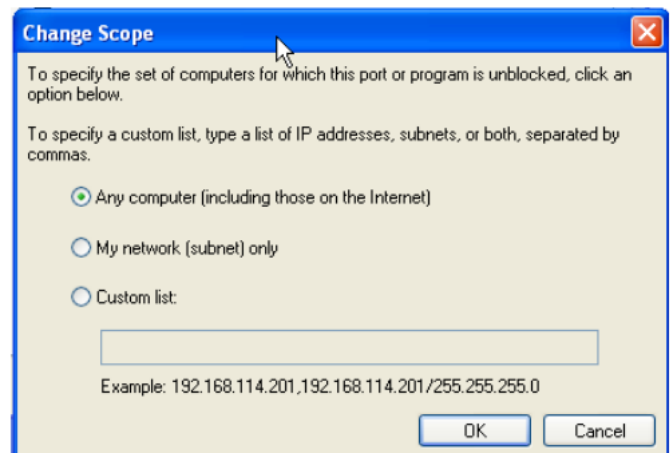 Change Scope
To specify the set of computers for which this port or program is unblocked, click an
option below.
To specify a custom list, type a list of IP addresses, subnets, or both, separated by
commas.
Any computer (including those on the Internet)
My network (subnet) only
Custom list:
Example: 192.168.114.201,192.168.114.201/255.255.255.0
OK Cancel